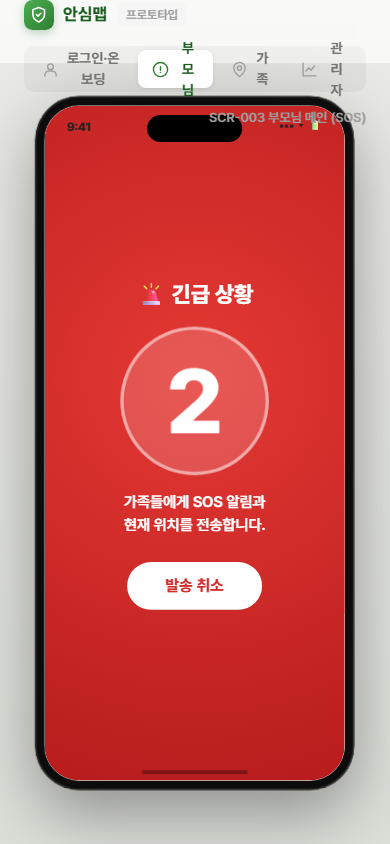 안심맵 프로토타입
로그인·온
보딩
부
모
님
가
족
관
리
자
SCR-003 부모님 메인 (SOS)
9:41
긴급 상황
2
가족들에게 SOS 알림과
현재 위치를 전송합니다.
발송 취소